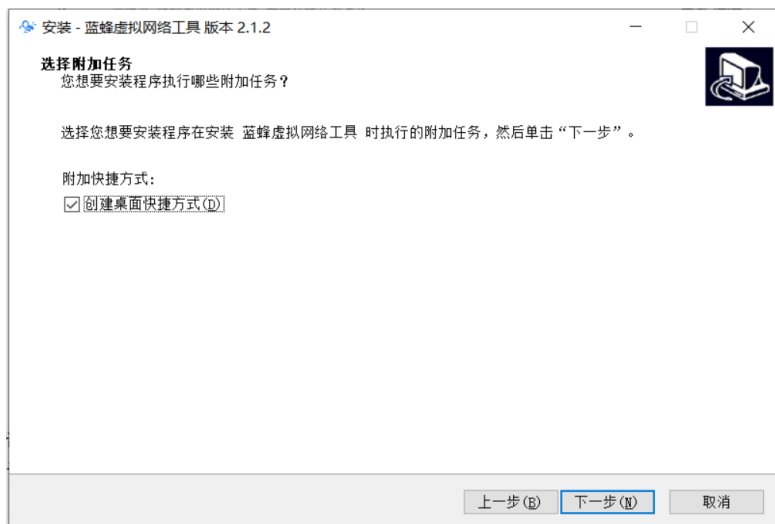 安装 - 蓝蜂虚拟网络工具 版本 2.1.2
选择附加任务
您想要安装程序执行哪些附加任务？
选择您想要安装程序在安装 蓝蜂虚拟网络工具 时执行的附加任务，然后单击“下一步”。
附加快捷方式:
创建桌面快捷方式(D)
上一步(B) 下一步(N) 取消